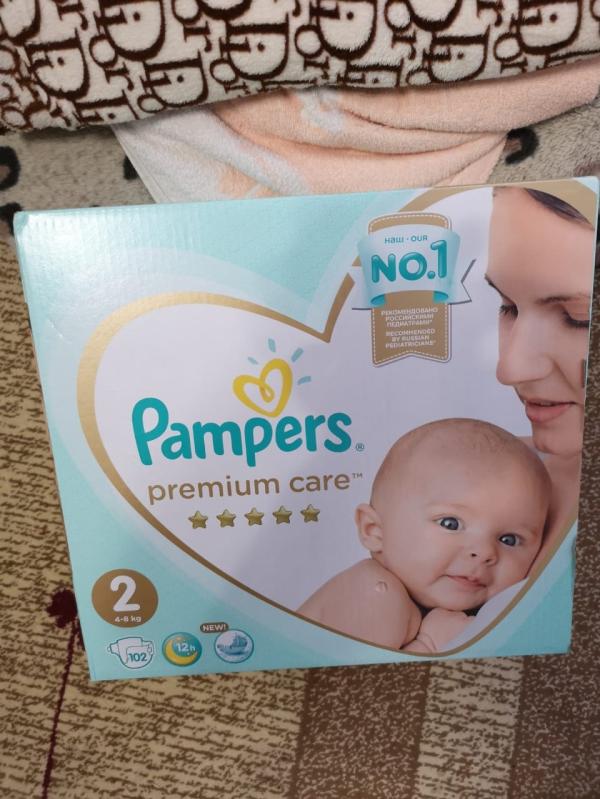 Dior
наш · OUR
NO.1
РЕКОМЕНДОВАНО
РОССИЙСКИМИ
ПЕДИАТРАМИ*
RECOMMENDED
BY RUSSIAN
PEDIATRICIANS*
Pampers®
premium care™
2
4-8 kg
102
12h
NEW!